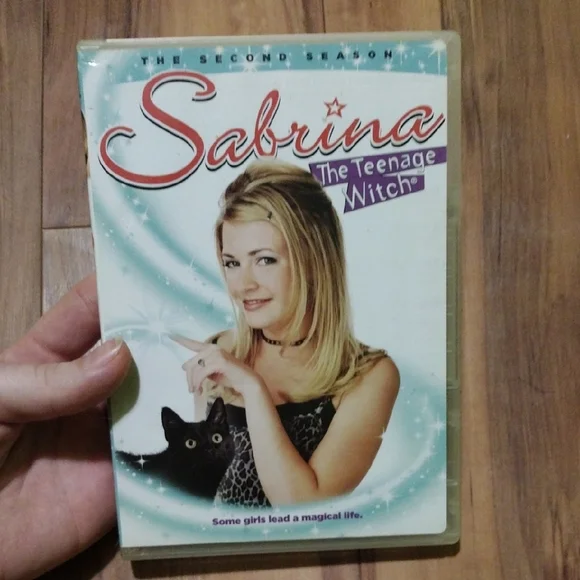 THE SECOND SEASON
Sabrina
The Teenage
Witch®
Some girls lead a magical life.